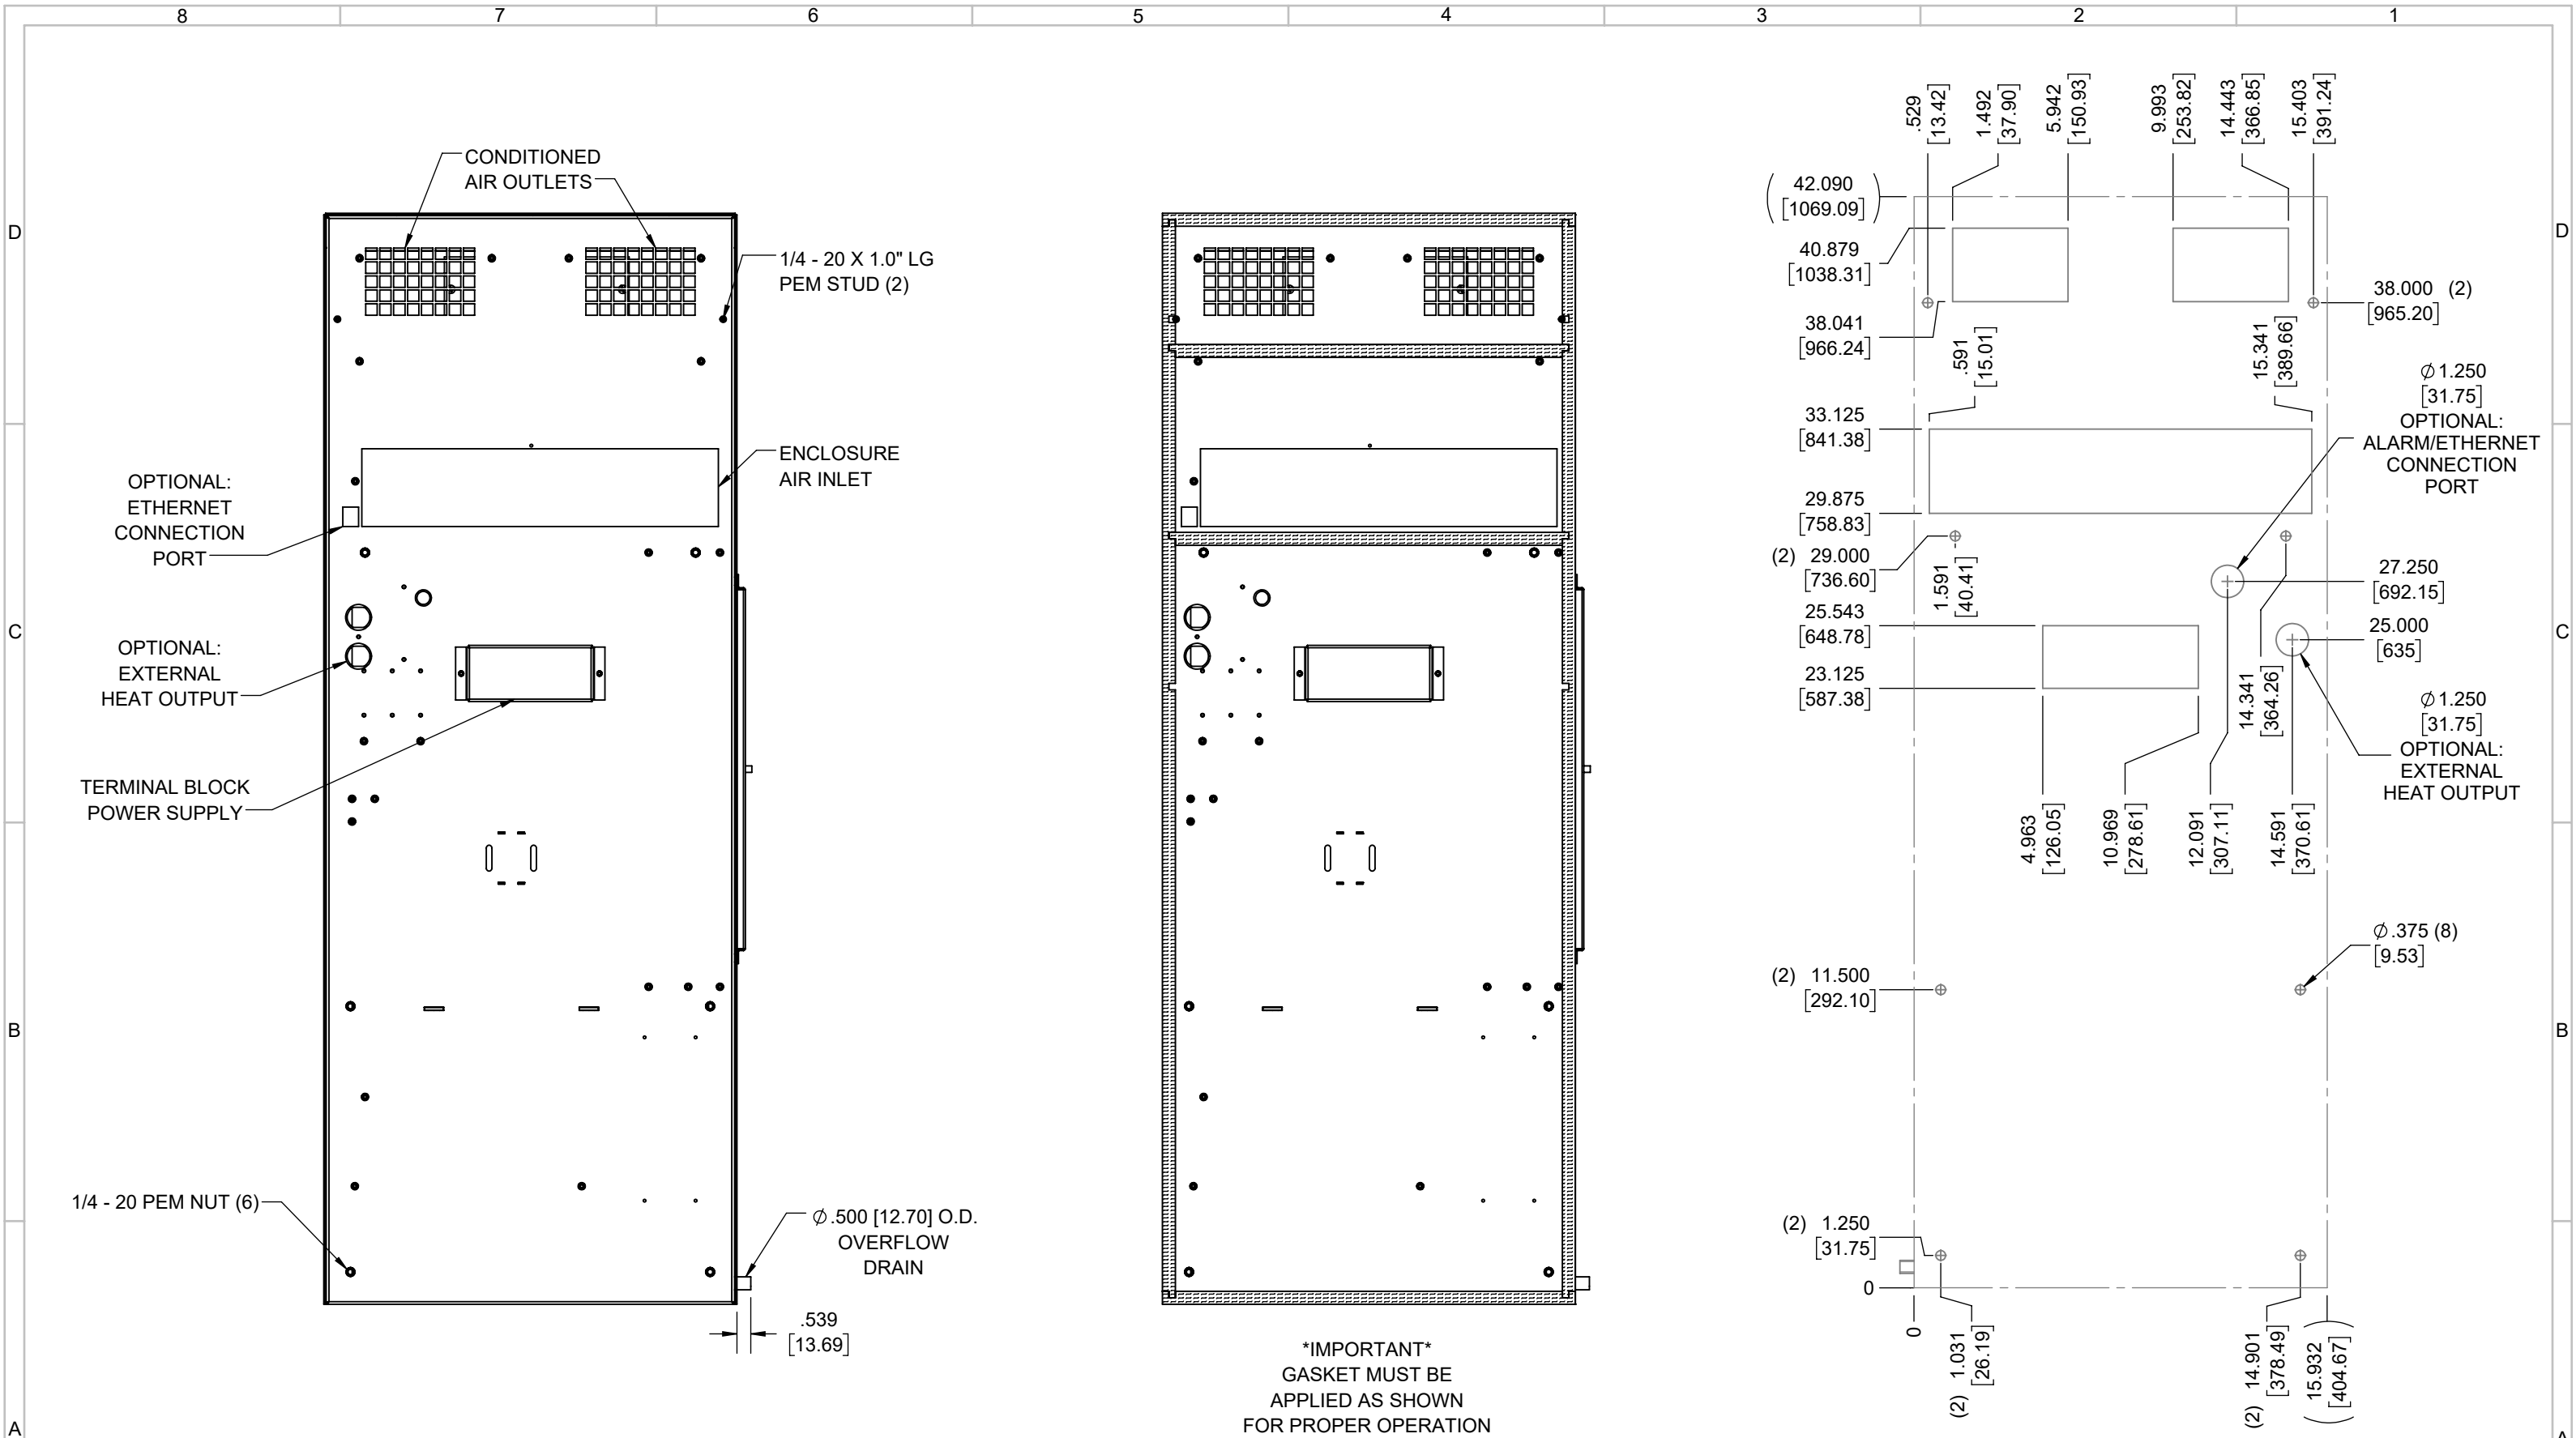 8 7 6 5 4 3 2 1
D
C
B
A
D
C
B
A
CONDITIONED
AIR OUTLETS
1/4 - 20 X 1.0" LG
PEM STUD (2)
ENCLOSURE
AIR INLET
OPTIONAL:
ETHERNET
CONNECTION
PORT
OPTIONAL:
EXTERNAL
HEAT OUTPUT
TERMINAL BLOCK
POWER SUPPLY
1/4 - 20 PEM NUT (6)
Ø.500 [12.70] O.D.
OVERFLOW
DRAIN
.539
[13.69]
*IMPORTANT*
GASKET MUST BE
APPLIED AS SHOWN
FOR PROPER OPERATION
.529
[13.42]
1.492
[37.90]
5.942
[150.93]
9.993
[253.82]
14.443
[366.85]
15.403
[391.24]
(42.090
[1069.09])
40.879
[1038.31]
38.041
[966.24]
38.000 (2)
[965.20]
.591
[15.01]
15.341
[389.66]
33.125
[841.38]
29.875
[758.83]
(2) 29.000
[736.60]
1.591
[40.41]
25.543
[648.78]
23.125
[587.38]
Ø1.250
[31.75]
OPTIONAL:
ALARM/ETHERNET
CONNECTION
PORT
27.250
[692.15]
25.000
[635]
14.341
[364.26]
Ø1.250
[31.75]
OPTIONAL:
EXTERNAL
HEAT OUTPUT
4.963
[126.05]
10.969
[278.61]
12.091
[307.11]
14.591
[370.61]
Ø.375 (8)
[9.53]
(2) 11.500
[292.10]
(2) 1.250
[31.75]
0
0
(2) 1.031
[26.19]
(2) 14.901
[378.49]
(15.932
[404.67])